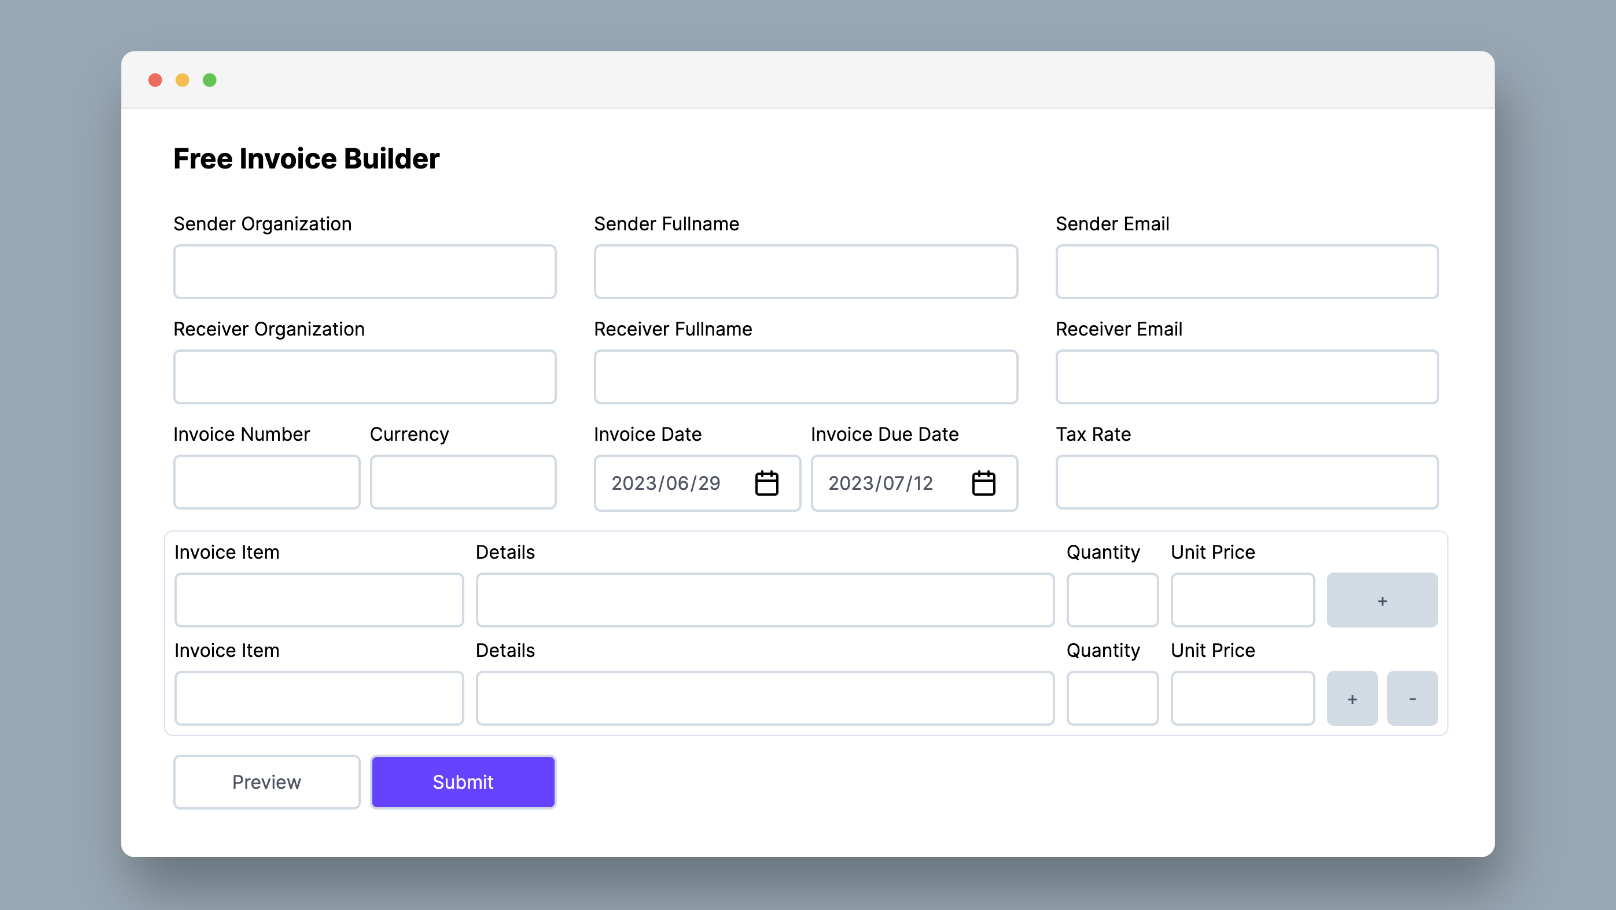 Free Invoice Builder
Sender Organization Sender Fullname Sender Email
Receiver Organization Receiver Fullname Receiver Email
Invoice Number Currency Invoice Date Invoice Due Date Tax Rate
2023/06/29 2023/07/12
Invoice Item Details Quantity Unit Price
+
Invoice Item Details Quantity Unit Price
+ -
Preview Submit